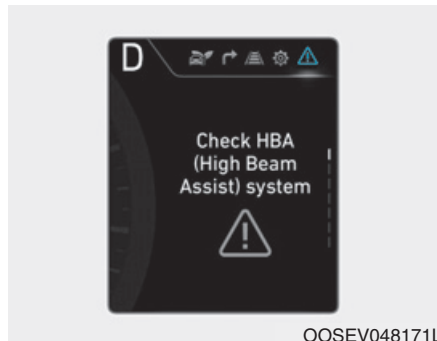 D
Check HBA
(High Beam
Assist) system
OOSEV048171L